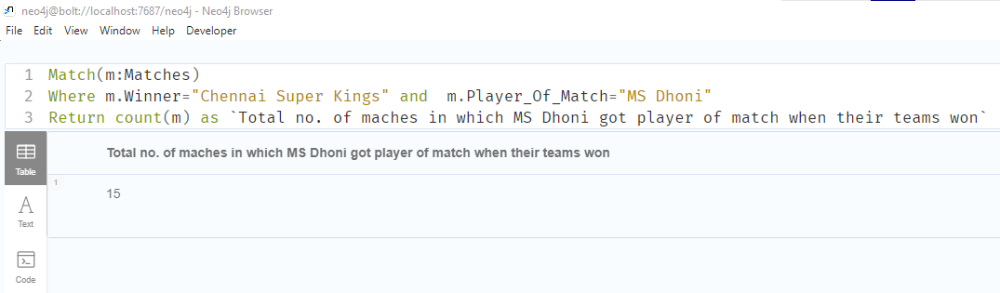 neo4j@bolt://localhost:7687/neo4j - Neo4j Browser
File Edit View Window Help Developer
1 Match(m:Matches)
2 Where m.Winner="Chennai Super Kings" and  m.Player_Of_Match="MS Dhoni"
3 Return count(m) as `Total no. of maches in which MS Dhoni got player of match when their teams won`
Table
Total no. of maches in which MS Dhoni got player of match when their teams won
1
15
A
Text
Code